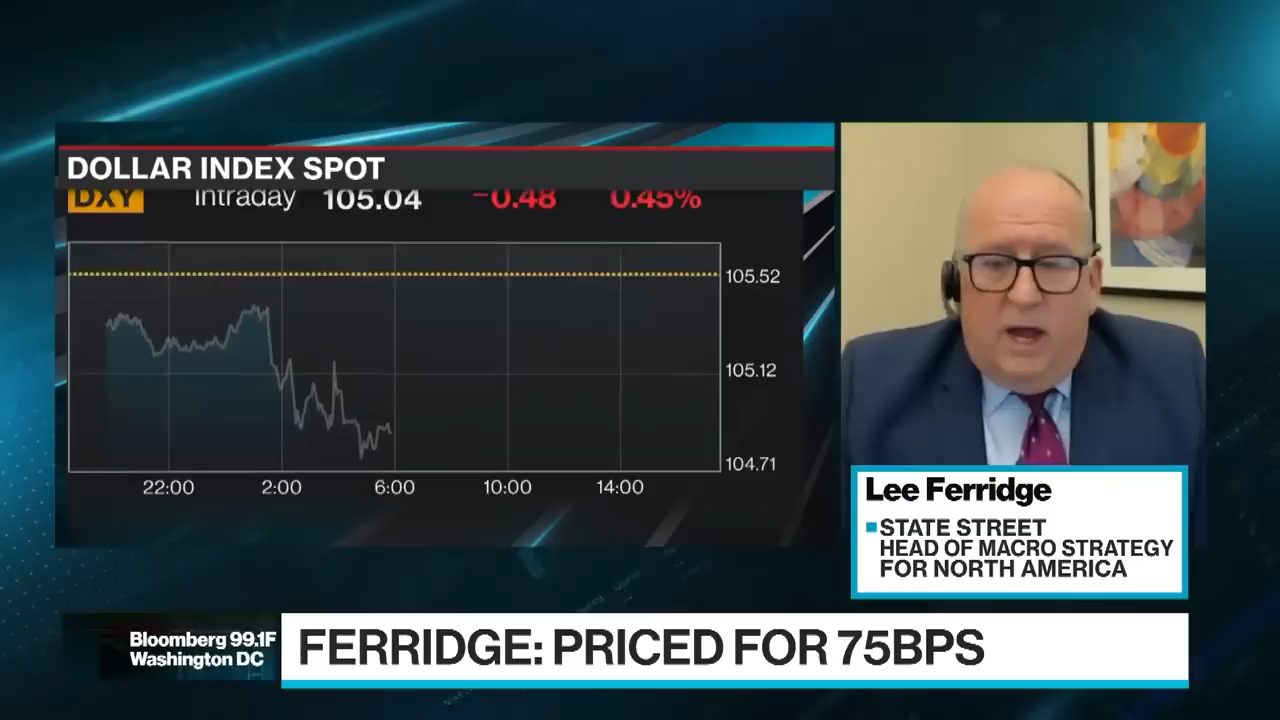 DOLLAR INDEX SPOT
DXY Intraday 105.04 -0.48 0.45%
105.52
105.12
104.71
22:00 2:00 6:00 10:00 14:00
Lee Ferridge
STATE STREET
HEAD OF MACRO STRATEGY
FOR NORTH AMERICA
Bloomberg 99.1F
Washington DC
FERRIDGE: PRICED FOR 75BPS